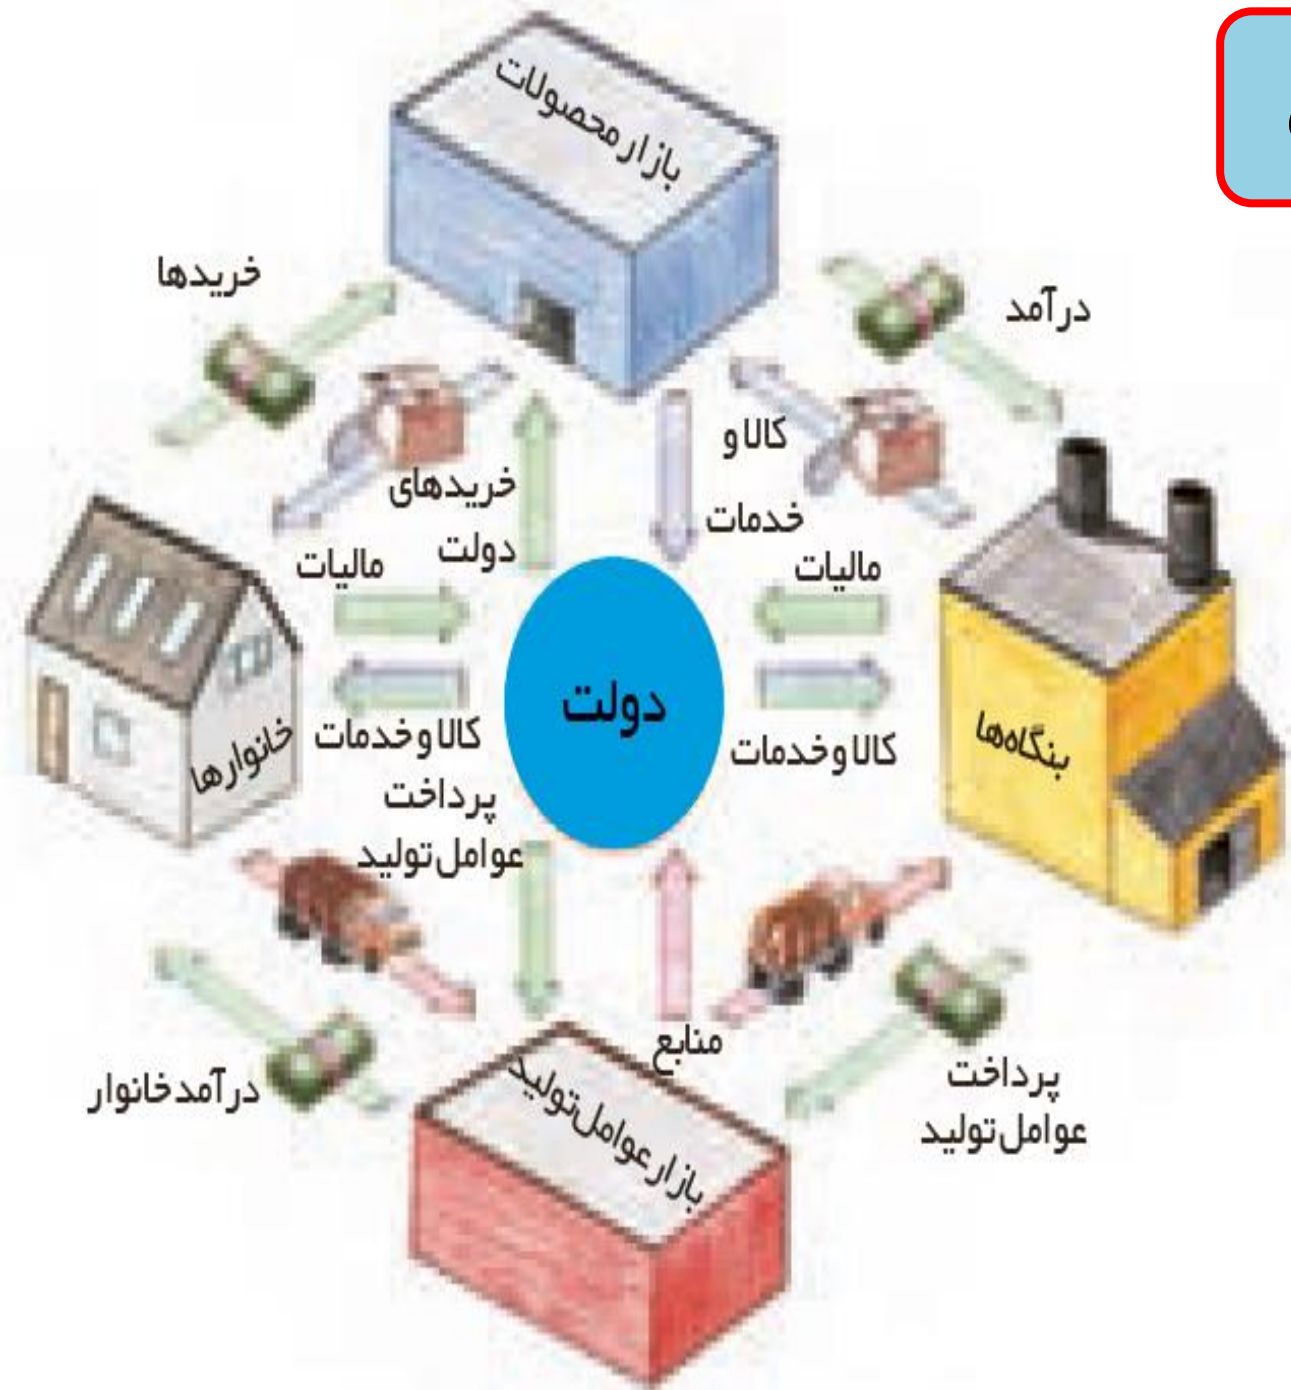 بازار محصولات
خریدها
درآمد
کالا و
خدمات
خریدهای
دولت
مالیات
مالیات
دولت
خانوارها
بنگاه‌ها
کالا و خدمات
کالا و خدمات
پرداخت
عوامل تولید
منابع
درآمد خانوار
پرداخت
عوامل تولید
بازار عوامل تولید